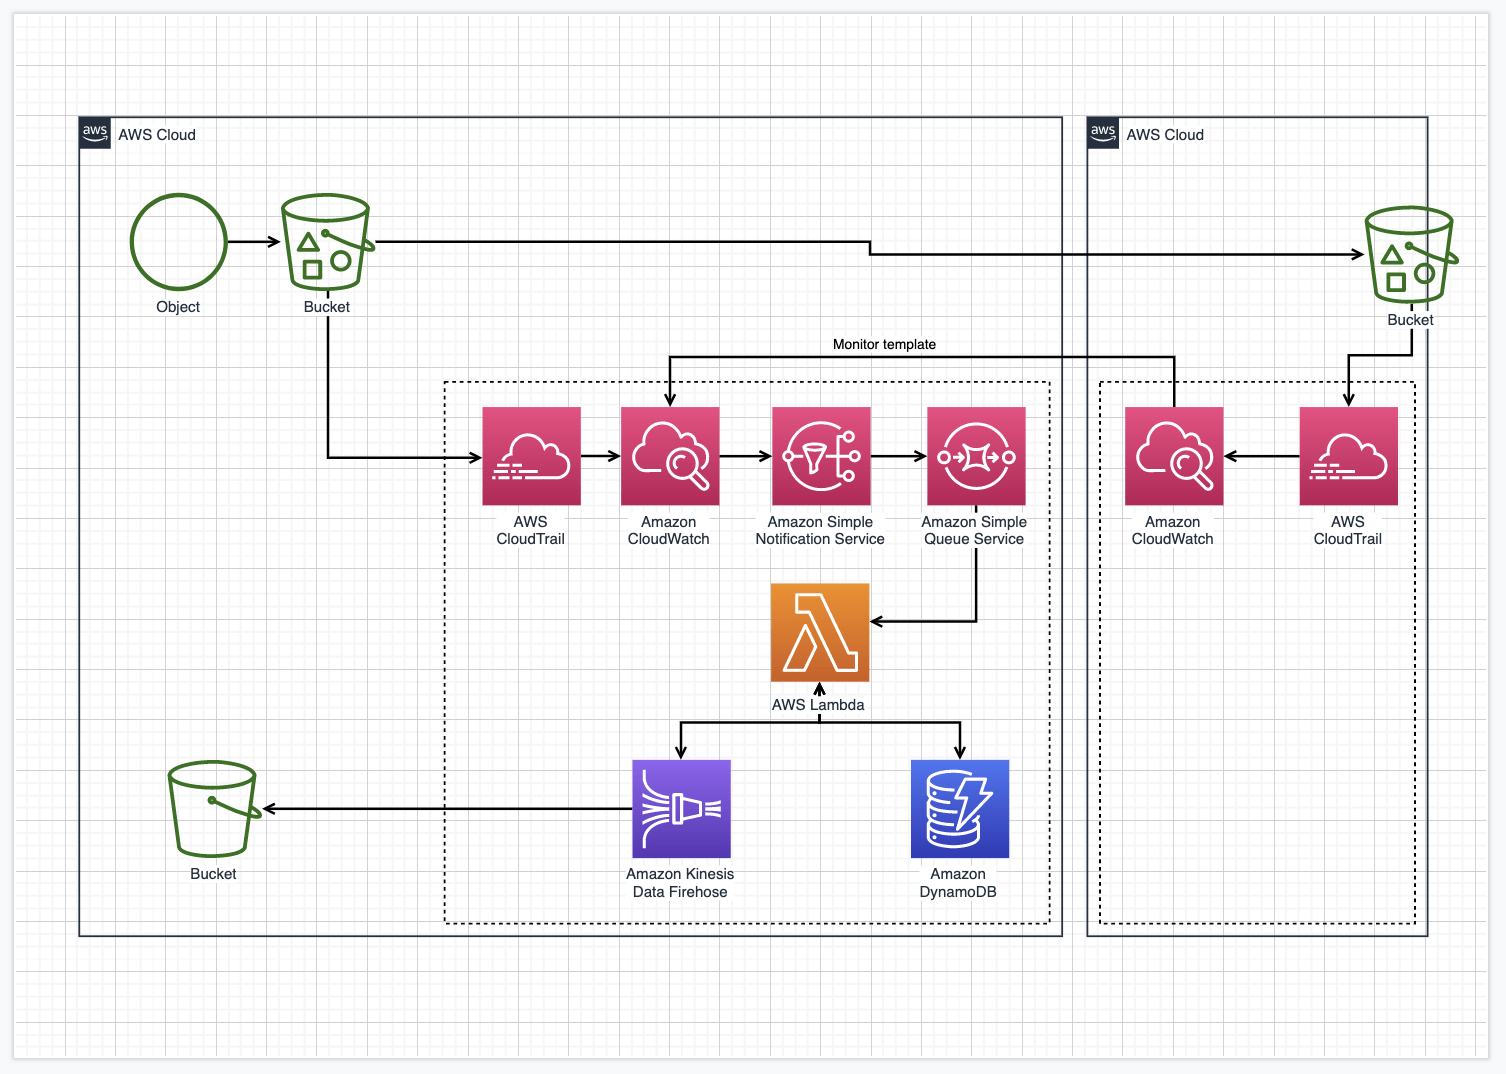 aws
AWS Cloud
aws
AWS Cloud
Object
Bucket
Bucket
Monitor template
AWS
CloudTrail
Amazon
CloudWatch
Amazon Simple
Notification Service
Amazon Simple
Queue Service
Amazon
CloudWatch
AWS
CloudTrail
AWS Lambda
Bucket
Amazon Kinesis
Data Firehose
Amazon
DynamoDB